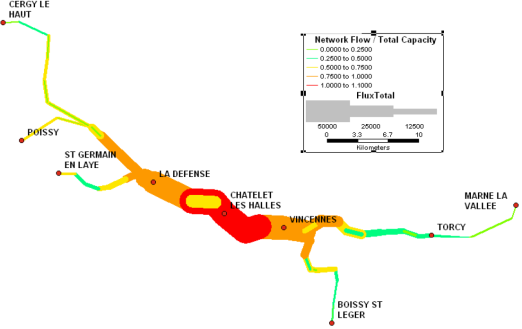 CERGY LE
HAUT
Network Flow / Total Capacity
0.0000 to 0.2500
0.2500 to 0.5000
0.5000 to 0.7500
0.7500 to 1.0000
1.0000 to 1.1000
FluxTotal
50000 25000 12500
0 3.3 6.7 10
Kilometers
POISSY
ST GERMAIN
EN LAYE
LA DEFENSE
CHATELET
LES HALLES
MARNE LA
VALLEE
VINCENNES
TORCY
BOISSY ST
LEGER